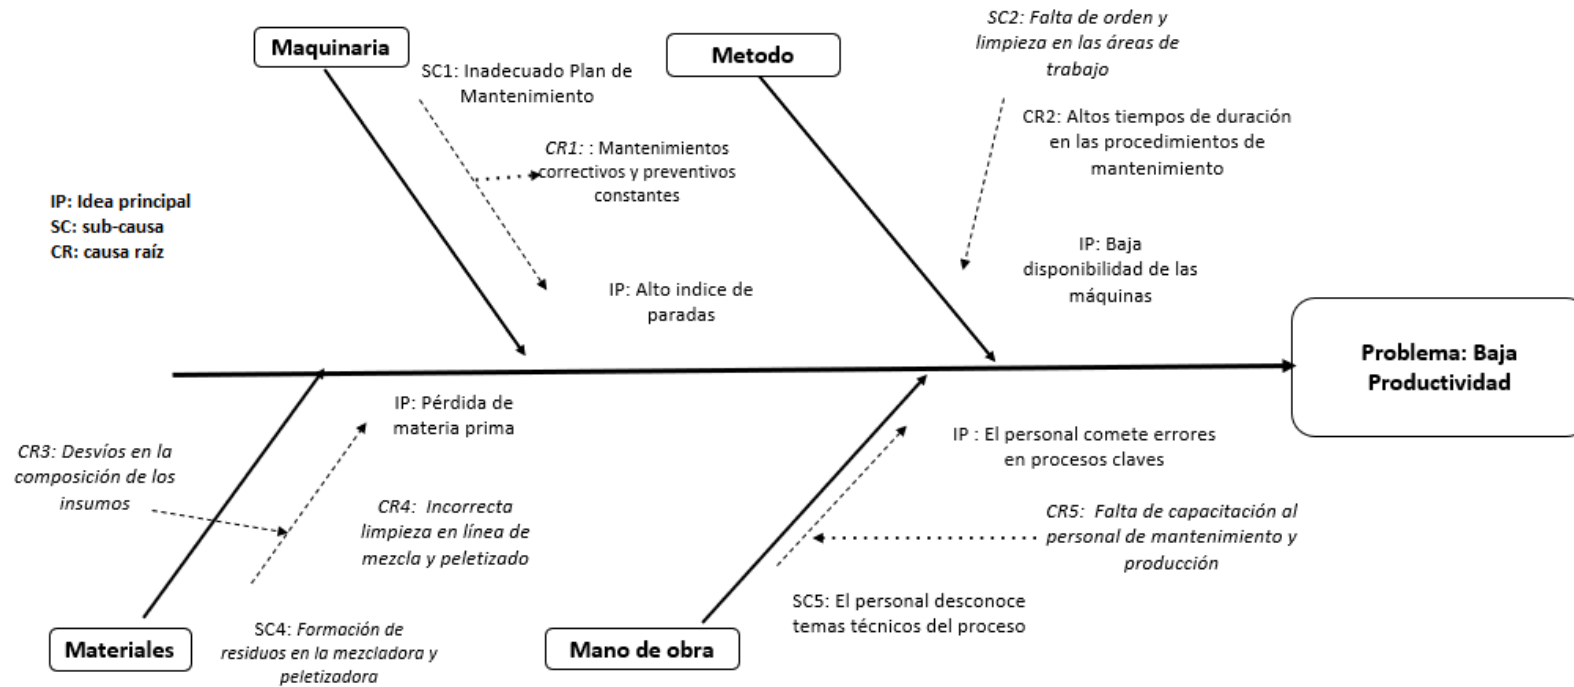 Maquinaria
SC1: Inadecuado Plan de
Mantenimiento
CR1: : Mantenimientos
correctivos y preventivos
constantes
IP: Alto indice de
paradas
Metodo
SC2: Falta de orden y
limpieza en las áreas de
trabajo
CR2: Altos tiempos de duración
en las procedimientos de
mantenimiento
IP: Baja
disponibilidad de las
máquinas
IP: Idea principal
SC: sub-causa
CR: causa raíz
Problema: Baja
Productividad
IP: Pérdida de
materia prima
CR3: Desvíos en la
composición de los
insumos
CR4: Incorrecta
limpieza en línea de
mezcla y peletizado
SC4: Formación de
residuos en la mezcladora y
peletizadora
Materiales
IP : El personal comete errores
en procesos claves
CR5: Falta de capacitación al
personal de mantenimiento y
producción
SC5: El personal desconoce
temas técnicos del proceso
Mano de obra